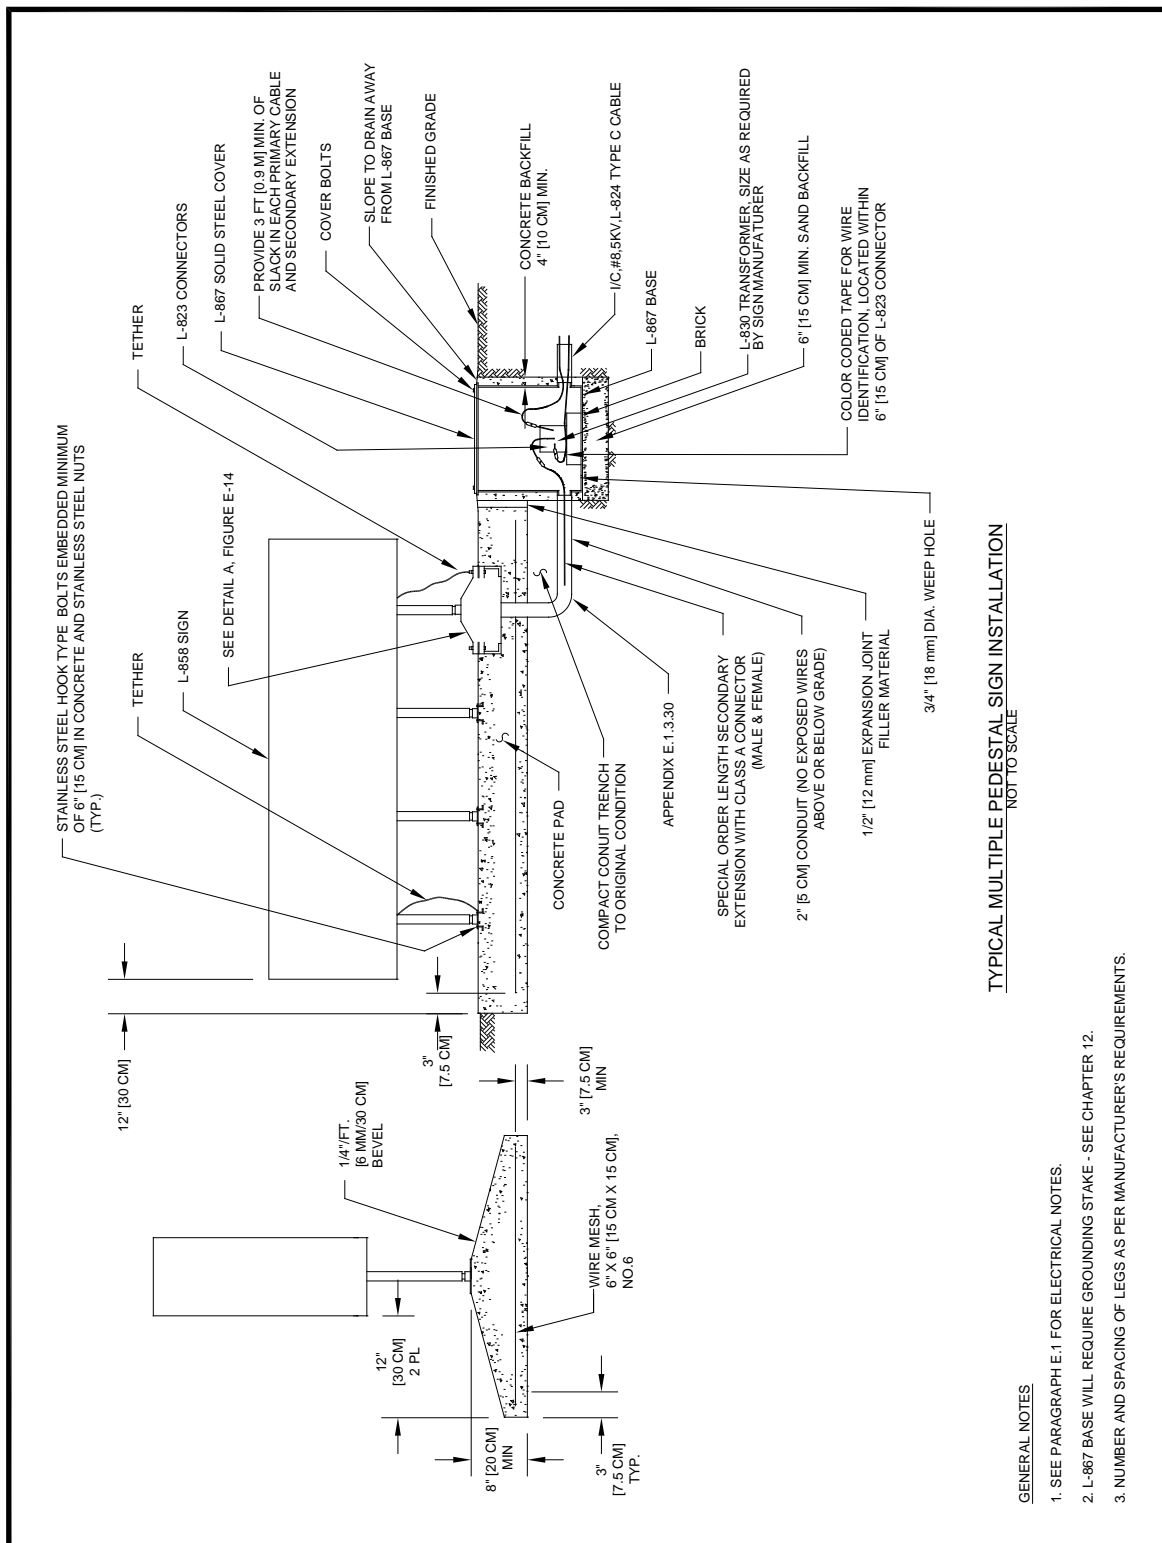 STAINLESS STEEL HOOK TYPE BOLTS EMBEDDED MINIMUM
OF 6" [15 CM] IN CONCRETE AND STAINLESS STEEL NUTS
(TYP.)
TETHER
L-858 SIGN
SEE DETAIL A, FIGURE E-14
TETHER
L-823 CONNECTORS
L-867 SOLID STEEL COVER
PROVIDE 3 FT [0.9 M] MIN. OF
SLACK IN EACH PRIMARY CABLE
AND SECONDARY EXTENSION
COVER BOLTS
SLOPE TO DRAIN AWAY
FROM L-867 BASE
FINISHED GRADE
CONCRETE BACKFILL
4" [10 CM] MIN.
I/C,#8,5KV,L-824 TYPE C CABLE
L-867 BASE
BRICK
L-830 TRANSFORMER, SIZE AS REQUIRED
BY SIGN MANUFATURER
6" [15 CM] MIN. SAND BACKFILL
COLOR CODED TAPE FOR WIRE
IDENTIFICATION, LOCATED WITHIN
6" [15 CM] OF L-823 CONNECTOR
12" [30 CM]
3"
[7.5 CM]
1/4"/FT.
[6 MM/30 CM]
BEVEL
12"
[30 CM]
2 PL
8" [20 CM]
MIN
3"
[7.5 CM]
TYP.
WIRE MESH,
6" X 6" [15 CM X 15 CM],
NO.6
3" [7.5 CM]
MIN
CONCRETE PAD
COMPACT CONUIT TRENCH
TO ORIGINAL CONDITION
APPENDIX E.1.3.30
SPECIAL ORDER LENGTH SECONDARY
EXTENSION WITH CLASS A CONNECTOR
(MALE & FEMALE)
2" [5 CM] CONDUIT (NO EXPOSED WIRES
ABOVE OR BELOW GRADE)
1/2" [12 mm] EXPANSION JOINT
FILLER MATERIAL
3/4" [18 mm] DIA. WEEP HOLE
TYPICAL MULTIPLE PEDESTAL SIGN INSTALLATION
NOT TO SCALE
GENERAL NOTES
1. SEE PARAGRAPH E.1 FOR ELECTRICAL NOTES.
2. L-867 BASE WILL REQUIRE GROUNDING STAKE - SEE CHAPTER 12.
3. NUMBER AND SPACING OF LEGS AS PER MANUFACTURER'S REQUIREMENTS.